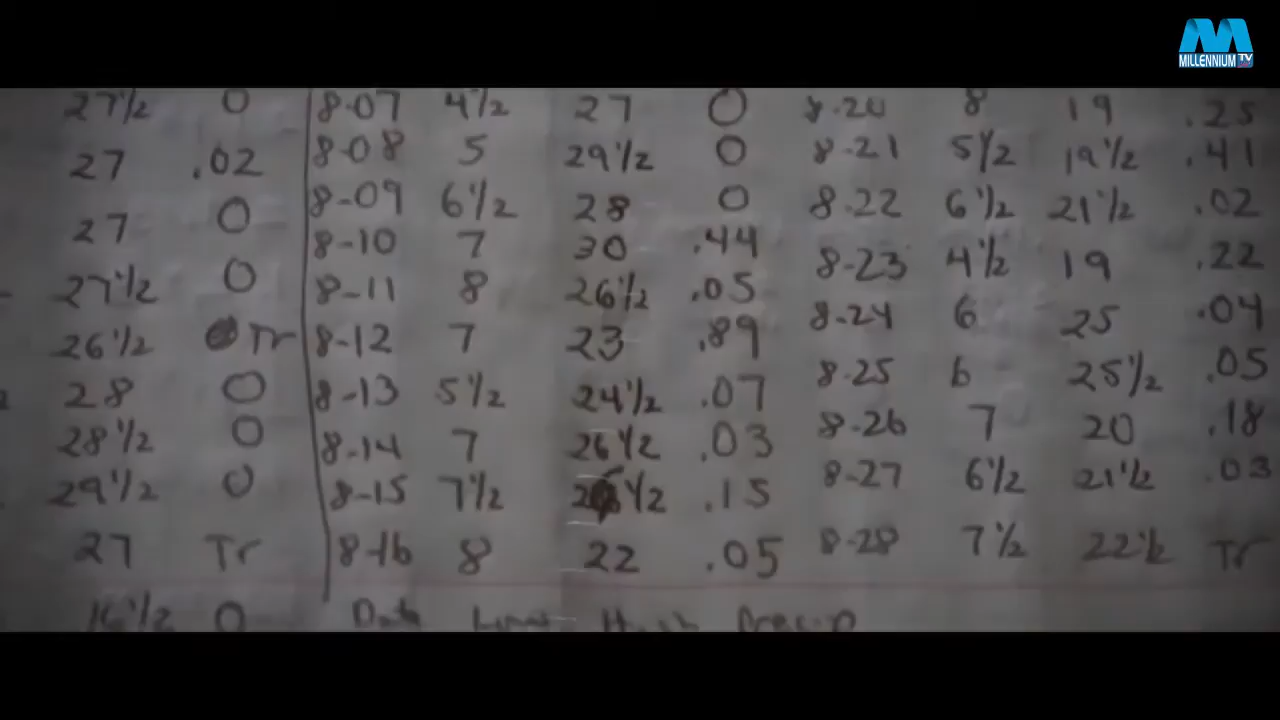 MILLENNIUM TV
27½ 0 8-07 4½ 27 0 8-20 8 19 .25
27 .02 8-08 5 29½ 0 8-21 5½ 19½ .41
27 0 8-09 6½ 28 0 8-22 6½ 21½ .02
27½ 0 8-10 7 30 .44 8-23 4½ 19 .22
26½ Tr 8-11 8 26½ .05 8-24 6 25 .04
28 0 8-12 7 23 .89 8-25 6 25½ .05
28½ 0 8-13 5½ 24½ .07 8-26 7 20 .18
29½ 0 8-14 7 26½ .03 8-27 6½ 21½ .03
27 Tr 8-15 7½ ½ .15 8-28 7½ 22½ Tr
8-16 8 22 .05
16½ 0 Date Low High Precip